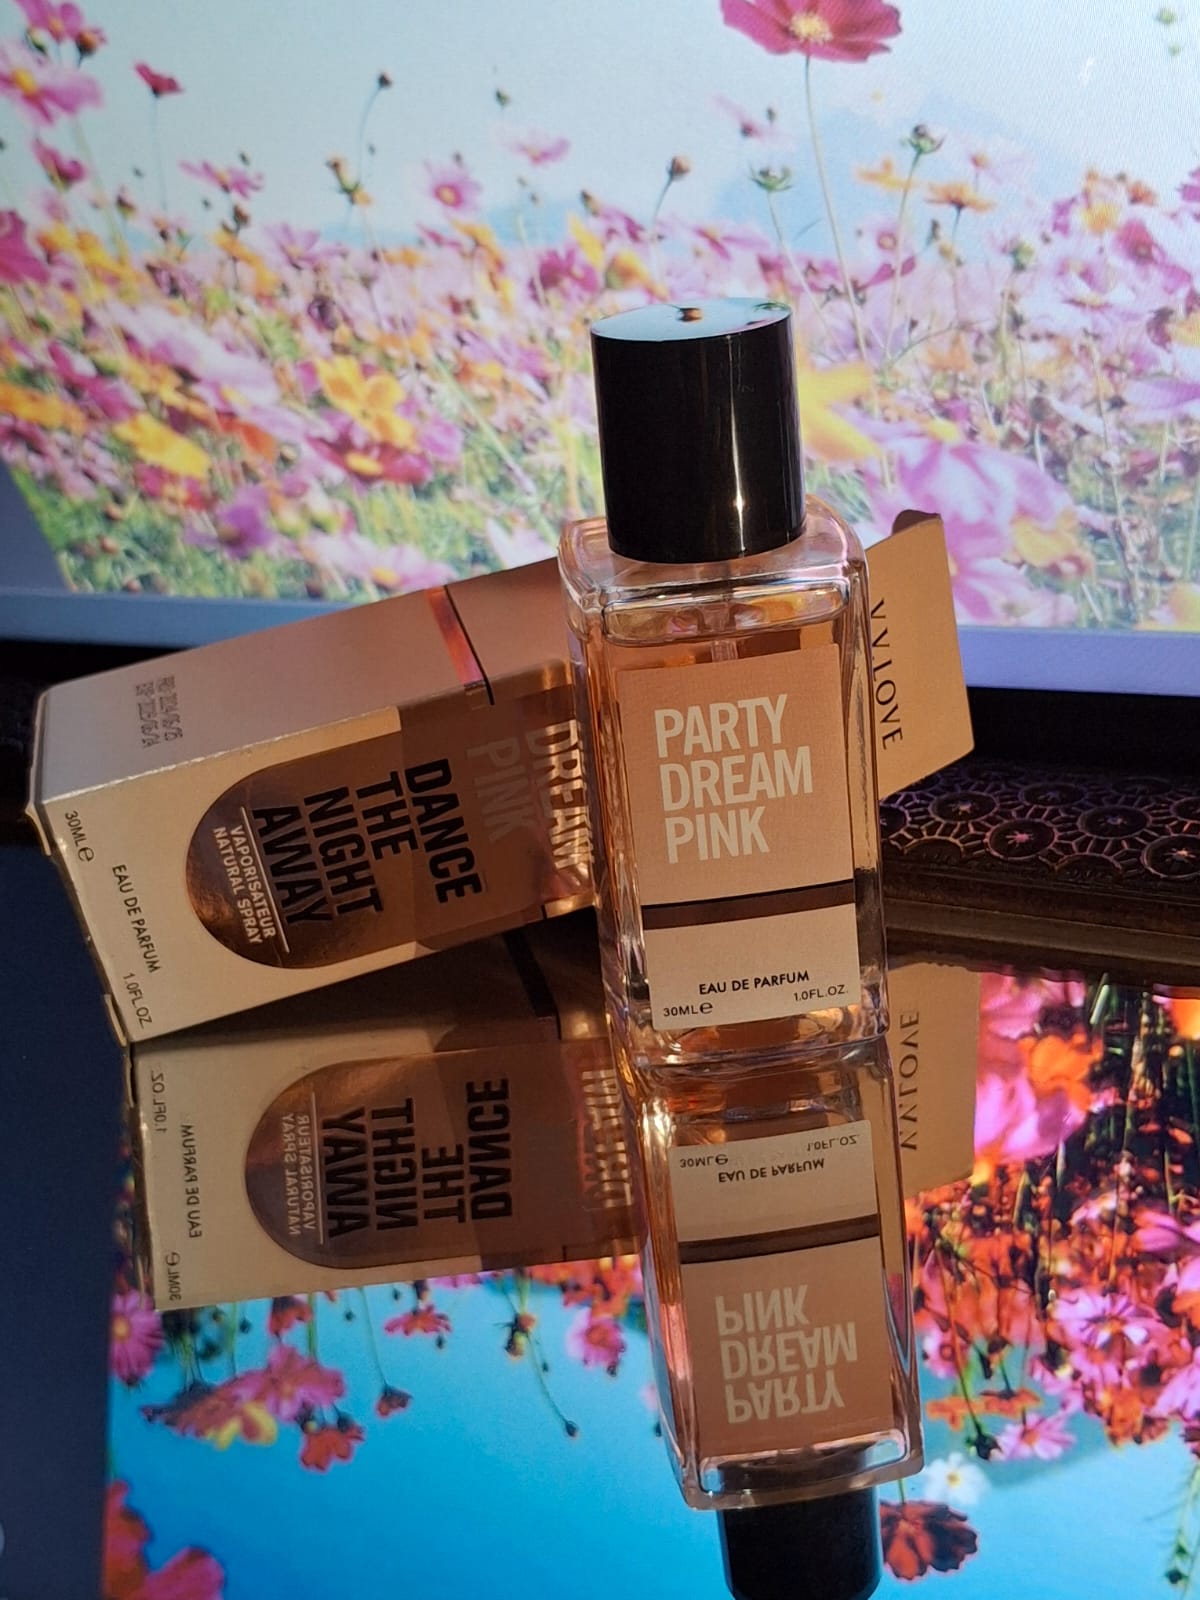 PARTY
DREAM
PINK
EAU DE PARFUM
30ML℮
1.0FL.OZ.
VVLOVE
DREAM
PINK
DANCE
THE
NIGHT
AWAY
VAPORISATEUR
NATURAL SPRAY
30ML℮
EAU DE PARFUM
1.0FL.OZ